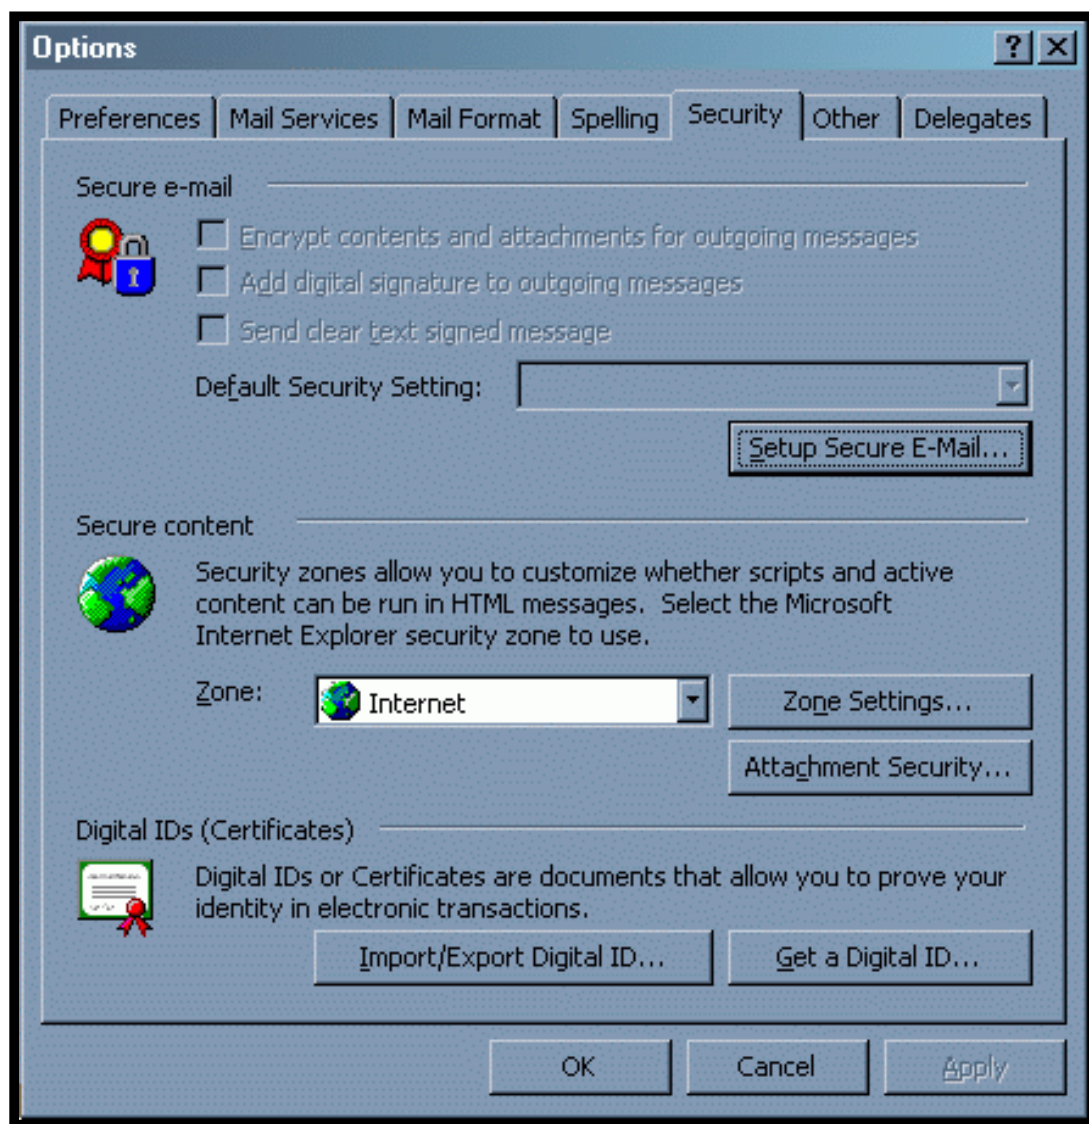 Options
Preferences Mail Services Mail Format Spelling Security Other Delegates
Secure e-mail
Encrypt contents and attachments for outgoing messages
Add digital signature to outgoing messages
Send clear text signed message
Default Security Setting:
Setup Secure E-Mail...
Secure content
Security zones allow you to customize whether scripts and active
content can be run in HTML messages. Select the Microsoft
Internet Explorer security zone to use.
Zone: Internet Zone Settings...
Attachment Security...
Digital IDs (Certificates)
Digital IDs or Certificates are documents that allow you to prove your
identity in electronic transactions.
Import/Export Digital ID... Get a Digital ID...
OK Cancel Apply